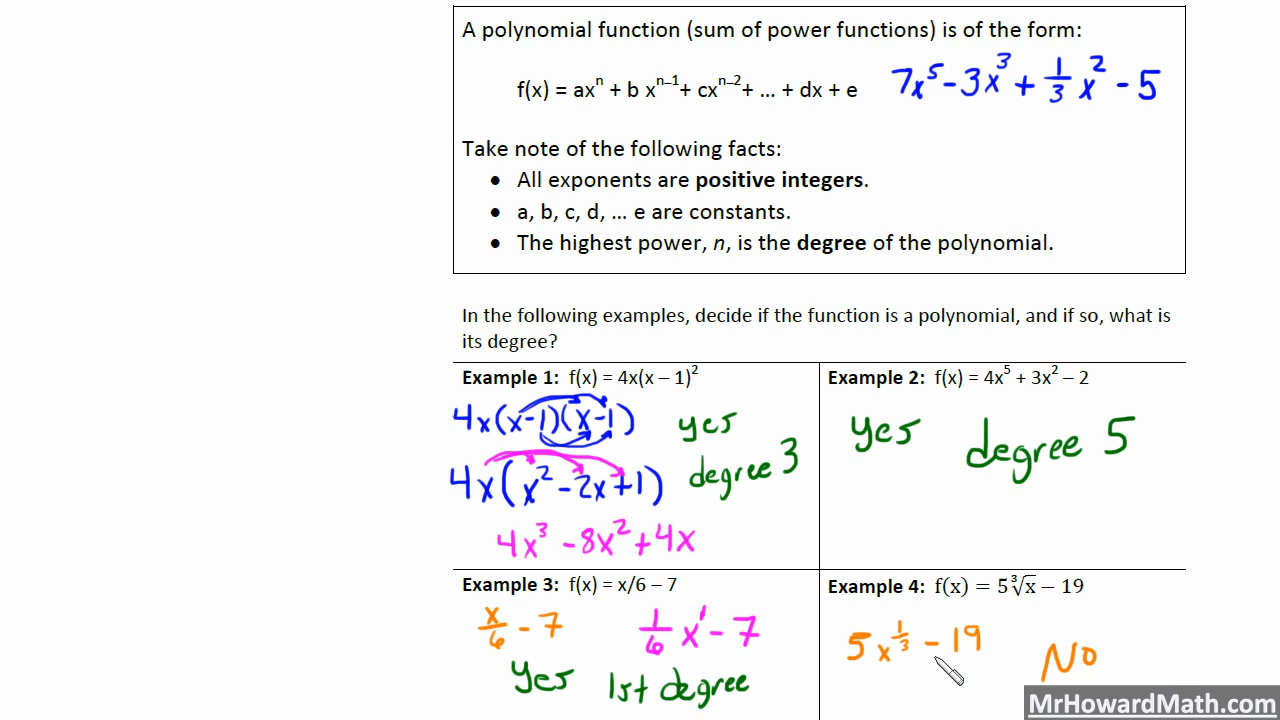 A polynomial function (sum of power functions) is of the form:
f(x) = axⁿ + b xⁿ⁻¹+ cxⁿ⁻²+ ... + dx + e
7x⁵ - 3x³ + 1/3 x² - 5
Take note of the following facts:
• All exponents are positive integers.
• a, b, c, d, ... e are constants.
• The highest power, n, is the degree of the polynomial.
In the following examples, decide if the function is a polynomial, and if so, what is
its degree?
Example 1: f(x) = 4x(x – 1)²
4x(x-1)(x-1)
yes
degree 3
4x(x² - 2x + 1)
4x³ - 8x² + 4x
Example 2: f(x) = 4x⁵ + 3x² – 2
yes degree 5
Example 3: f(x) = x/6 – 7
x/6 - 7
1/6 x¹ - 7
Yes 1st degree
Example 4: f(x) = 5∛x – 19
5x^(1/3) - 19
No
MrHowardMath.com